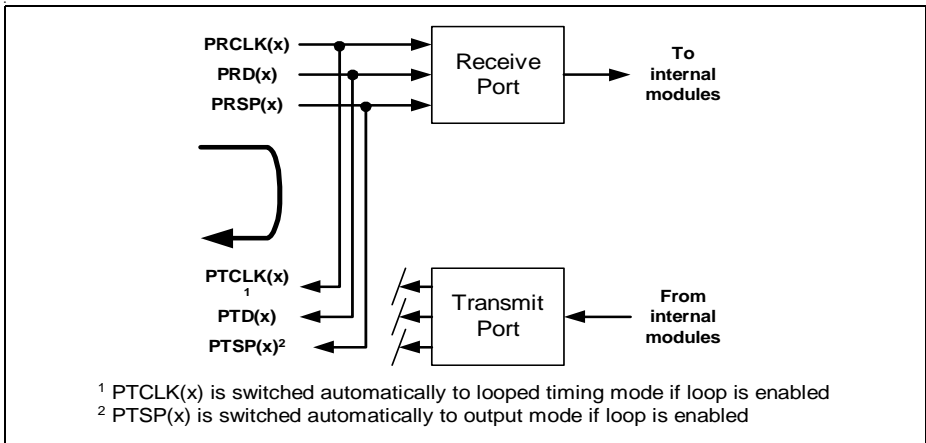 PRCLK(x)
PRD(x)
PRSP(x)
Receive
Port
To
internal
modules
PTCLK(x)
1
PTD(x)
PTSP(x)²
Transmit
Port
From
internal
modules
¹ PTCLK(x) is switched automatically to looped timing mode if loop is enabled
² PTSP(x) is switched automatically to output mode if loop is enabled